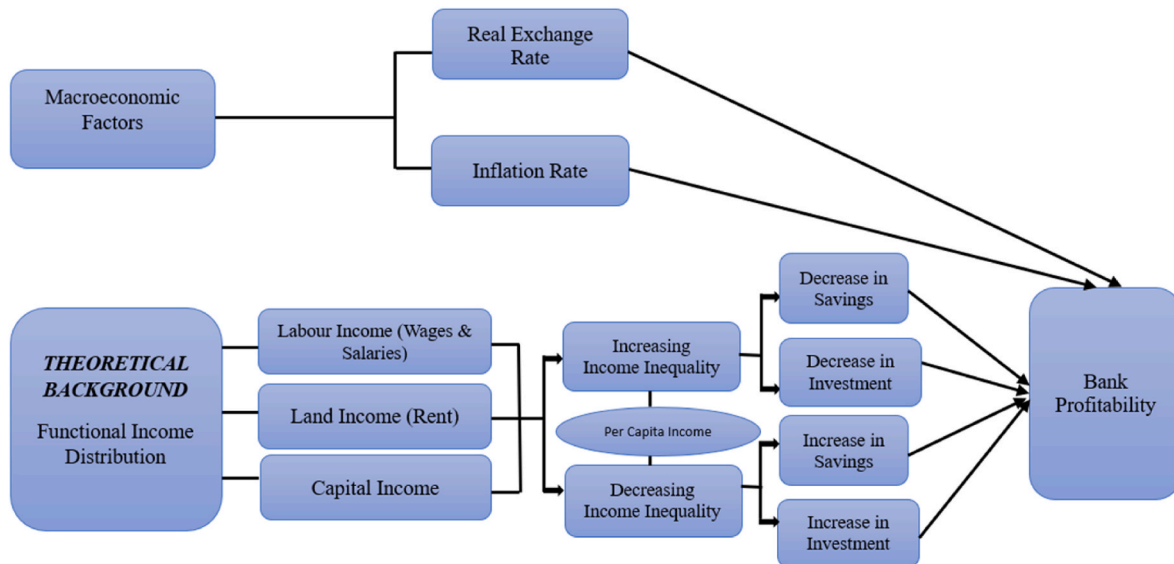 Real Exchange
Rate
Macroeconomic
Factors
Inflation Rate
THEORETICAL
BACKGROUND
Functional Income
Distribution
Labour Income (Wages &
Salaries)
Land Income (Rent)
Capital Income
Increasing
Income Inequality
Per Capita Income
Decreasing
Income Inequality
Decrease in
Savings
Decrease in
Investment
Increase in
Savings
Increase in
Investment
Bank
Profitability